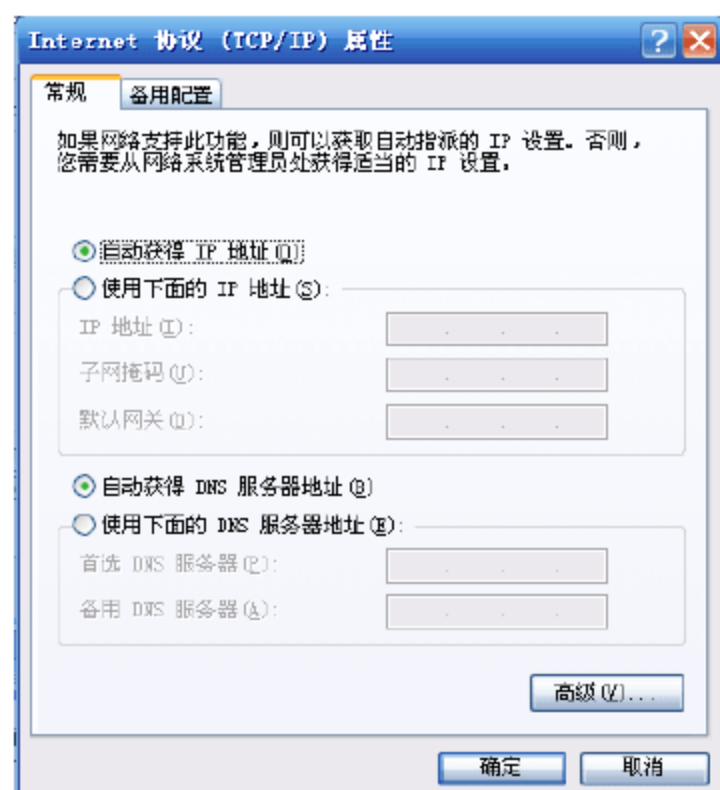 Internet 协议 (TCP/IP) 属性
常规 备用配置
如果网络支持此功能，则可以获取自动指派的 IP 设置。否则，
您需要从网络系统管理员处获得适当的 IP 设置。
自动获得 IP 地址(O)
使用下面的 IP 地址(S):
IP 地址(I):
子网掩码(U):
默认网关(D):
自动获得 DNS 服务器地址(B)
使用下面的 DNS 服务器地址(E):
首选 DNS 服务器(P):
备用 DNS 服务器(A):
高级(V)...
确定 取消